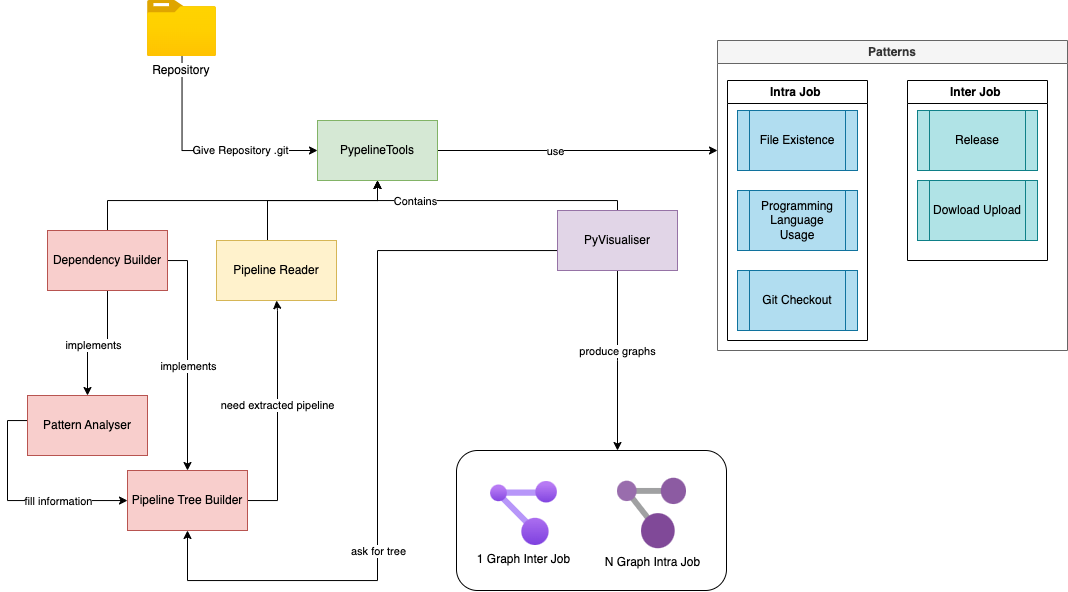 Repository
Patterns
Intra Job
Inter Job
File Existence
Release
Give Repository .git
PypelineTools
use
Programming
Language
Usage
Dowload Upload
Contains
PyVisualiser
Dependency Builder
Pipeline Reader
Git Checkout
implements
produce graphs
implements
need extracted pipeline
Pattern Analyser
fill information
Pipeline Tree Builder
ask for tree
1 Graph Inter Job
N Graph Intra Job